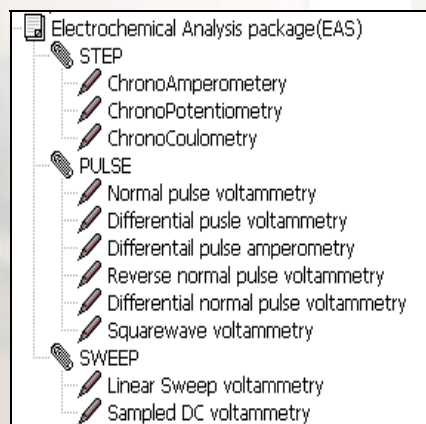 Electrochemical Analysis package(EAS)
STEP
ChronoAmperometery
ChronoPotentiometry
ChronoCoulometry
PULSE
Normal pulse voltammetry
Differential pusle voltammetry
Differentail pulse amperometry
Reverse normal pulse voltammetry
Differential normal pulse voltammetry
Squarewave voltammetry
SWEEP
Linear Sweep voltammetry
Sampled DC voltammetry